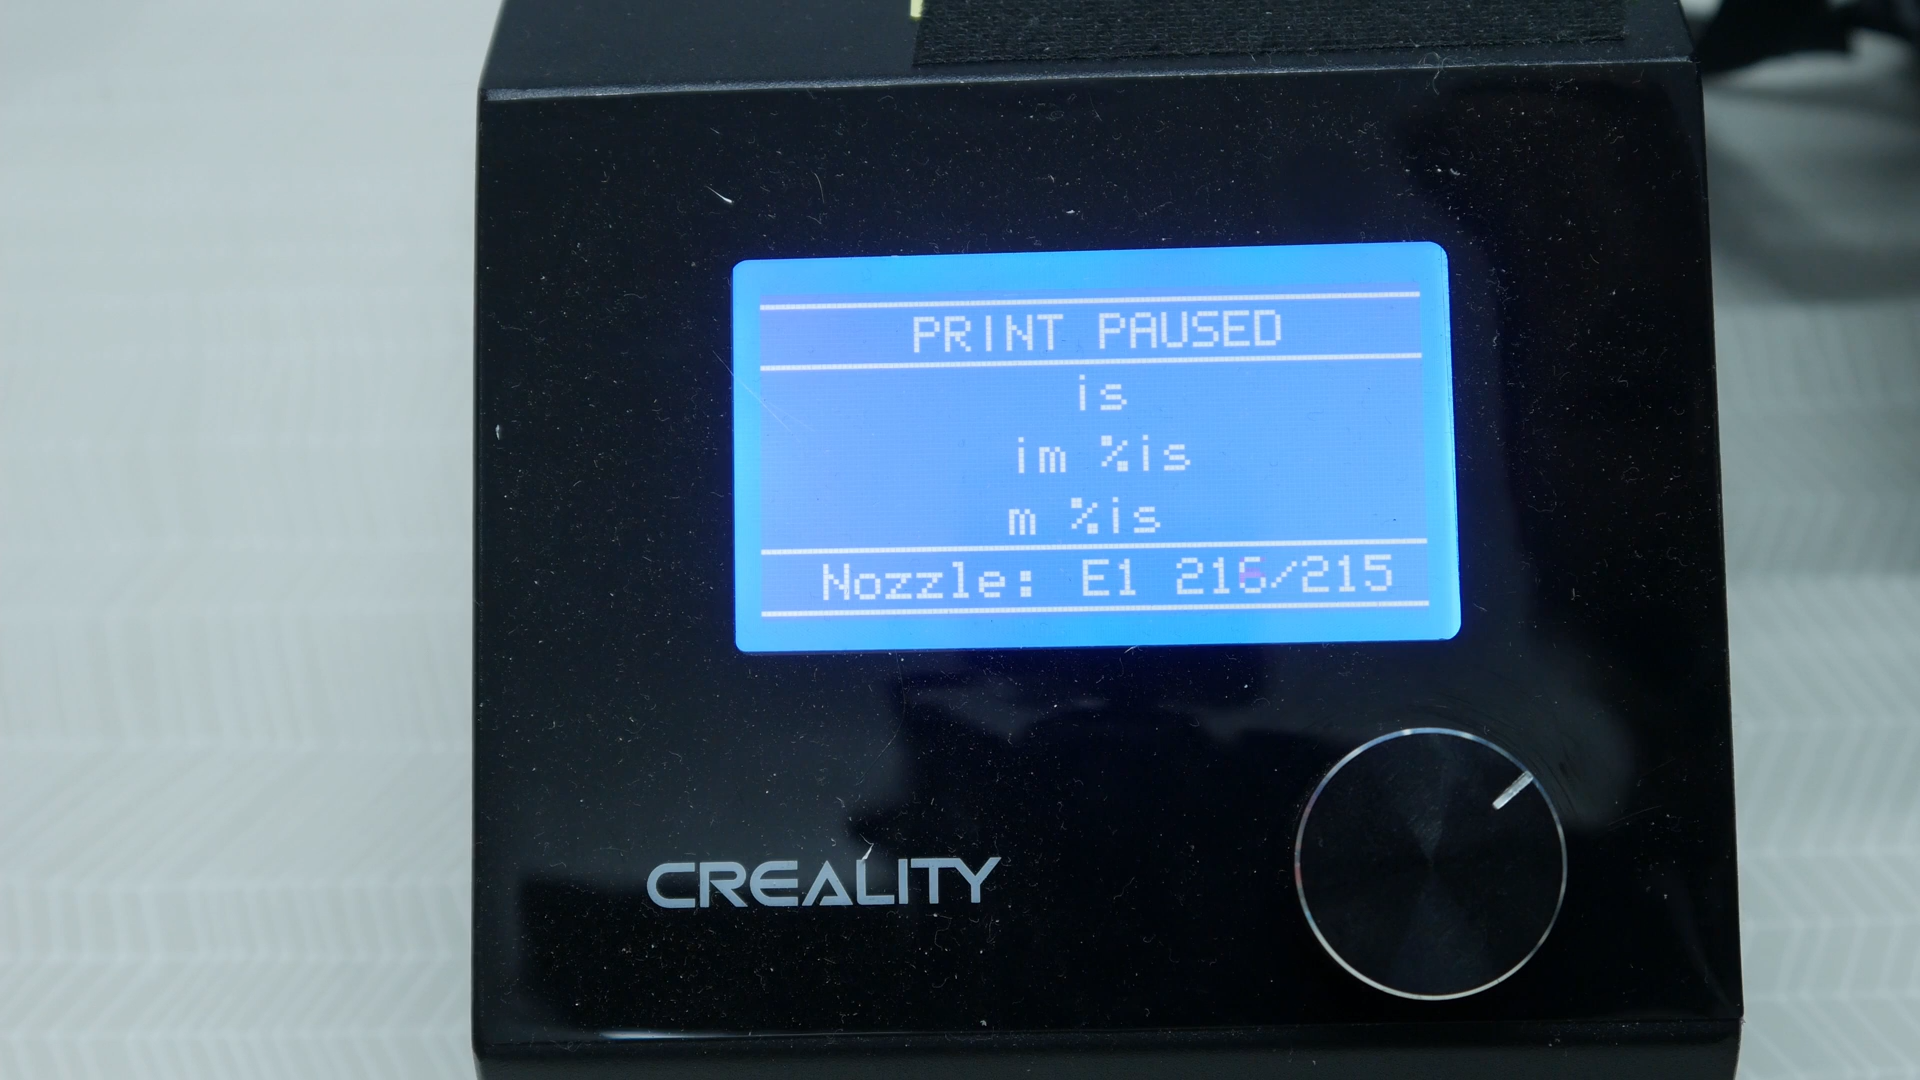 PRINT PAUSED
is
im %is
m %is
Nozzle: E1 216/215
CREALITY